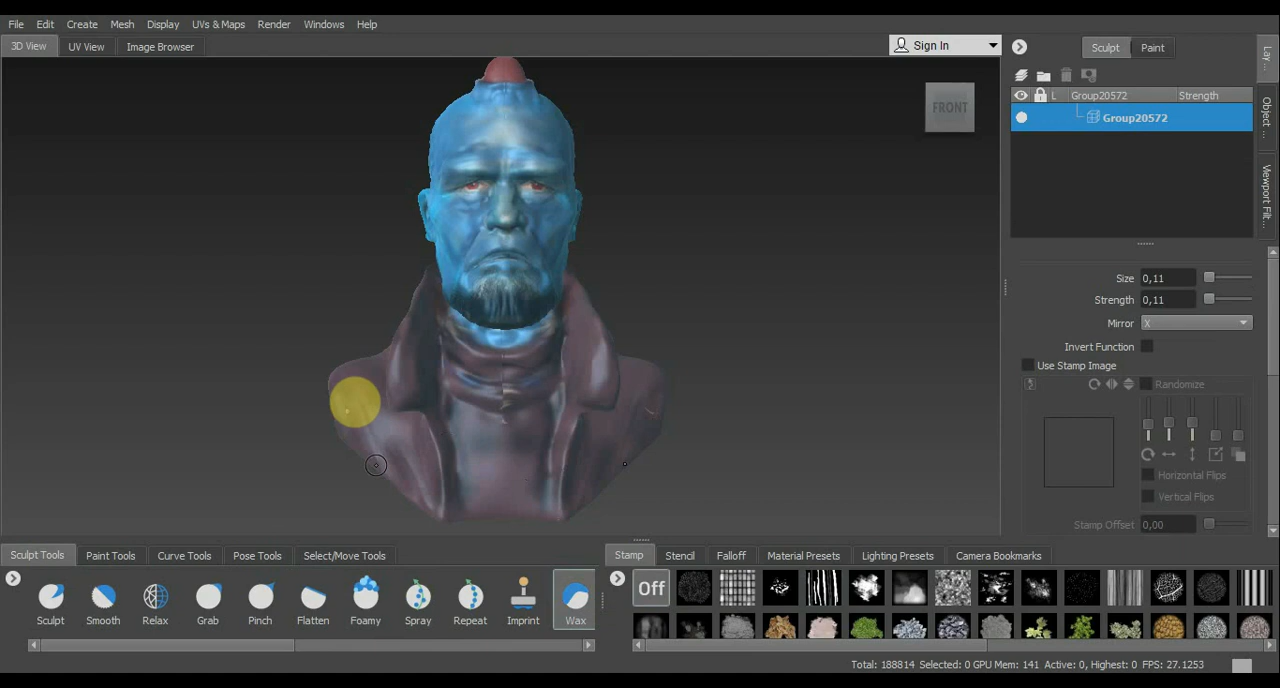 File Edit Create Mesh Display UVs & Maps Render Windows Help
3D View UV View Image Browser Sign In
Sculpt Paint
Lay...
L Group20572 Strength
Group20572
FRONT
Object ...
Viewport Filt...
Size 0,11
Strength 0,11
Mirror X
Invert Function
Use Stamp Image
Randomize
Horizontal Flips
Vertical Flips
Stamp Offset 0,00
Sculpt Tools Paint Tools Curve Tools Pose Tools Select/Move Tools
Stamp Stencil Falloff Material Presets Lighting Presets Camera Bookmarks
Off
Sculpt Smooth Relax Grab Pinch Flatten Foamy Spray Repeat Imprint Wax
Total: 188814 Selected: 0 GPU Mem: 141 Active: 0, Highest: 0 FPS: 27.1253